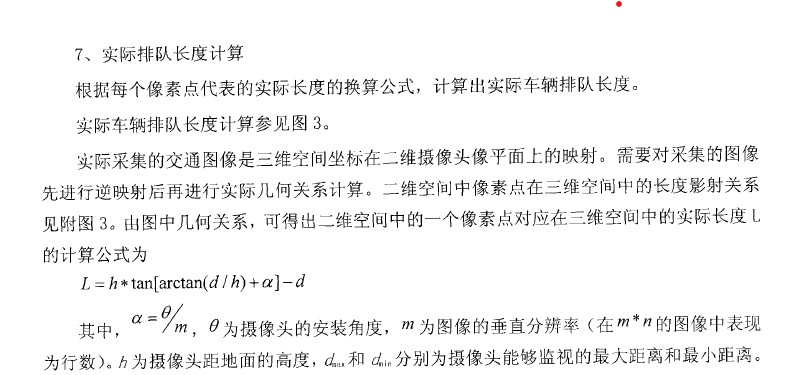 7、实际排队长度计算
根据每个像素点代表的实际长度的换算公式，计算出实际车辆排队长度。
实际车辆排队长度计算参见图 3。
实际采集的交通图像是三维空间坐标在二维摄像头像平面上的映射。需要对采集的图像
先进行逆映射后再进行实际几何关系计算。二维空间中像素点在三维空间中的长度影射关系
见附图 3。由图中几何关系，可得出二维空间中的一个像素点对应在三维空间中的实际长度 L
的计算公式为
L = h * tan[arctan(d / h) + α] − d
其中，α = θ/m，θ 为摄像头的安装角度，m 为图像的垂直分辨率（在 m * n 的图像中表现
为行数）。h 为摄像头距地面的高度，dmax 和 dmin 分别为摄像头能够监视的最大距离和最小距离。